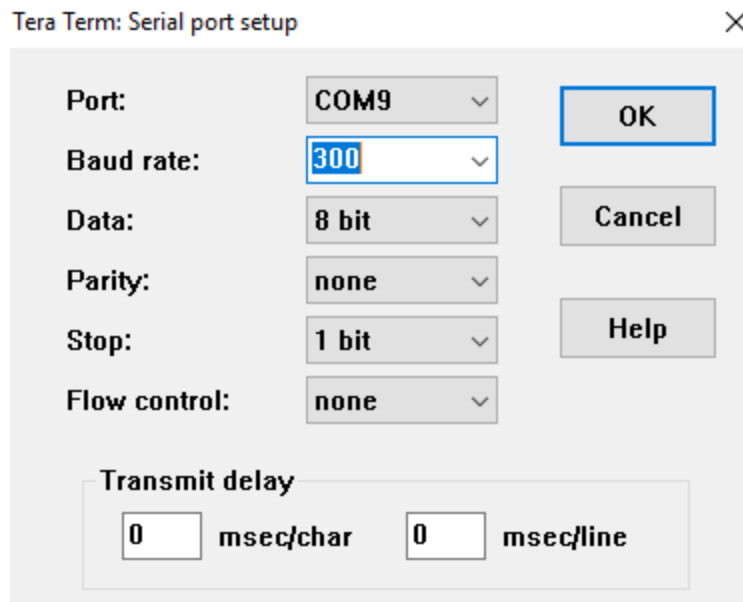 Tera Term: Serial port setup
Port: COM9 OK
Baud rate: 300
Data: 8 bit Cancel
Parity: none
Stop: 1 bit Help
Flow control: none
Transmit delay
0 msec/char 0 msec/line